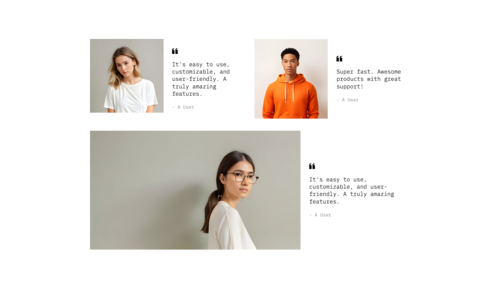 ❝
It's easy to use,
customizable, and
user-friendly. A
truly amazing
features.
- A User
❝
Super fast. Awesome
products with great
support!
- A User
❝
It's easy to use,
customizable, and user-
friendly. A truly amazing
features.
- A User